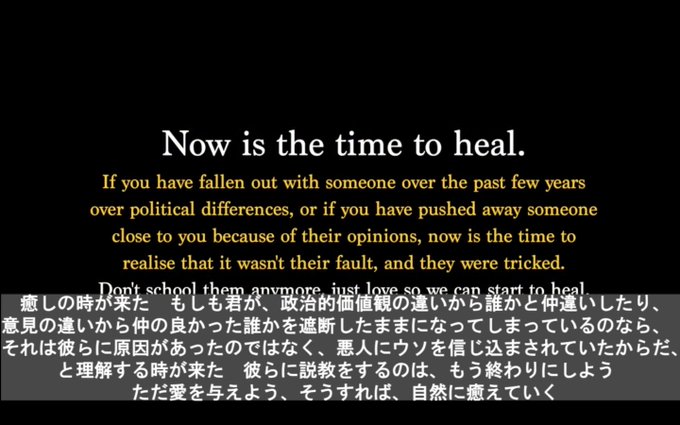 Now is the time to heal.
If you have fallen out with someone over the past few years
over political differences, or if you have pushed away someone
close to you because of their opinions, now is the time to
realise that it wasn't their fault, and they were tricked.
Don't school them anymore, just love so we can start to heal.
癒しの時が来た　もしも君が、政治的価値観の違いから誰かと仲違いしたり、
意見の違いから仲の良かった誰かを遮断したままになってしまっているのなら、
それは彼らに原因があったのではなく、悪人にウソを信じ込まされていたからだ、
と理解する時が来た　彼らに説教をするのは、もう終わりにしよう
ただ愛を与えよう、そうすれば、自然に癒えていく